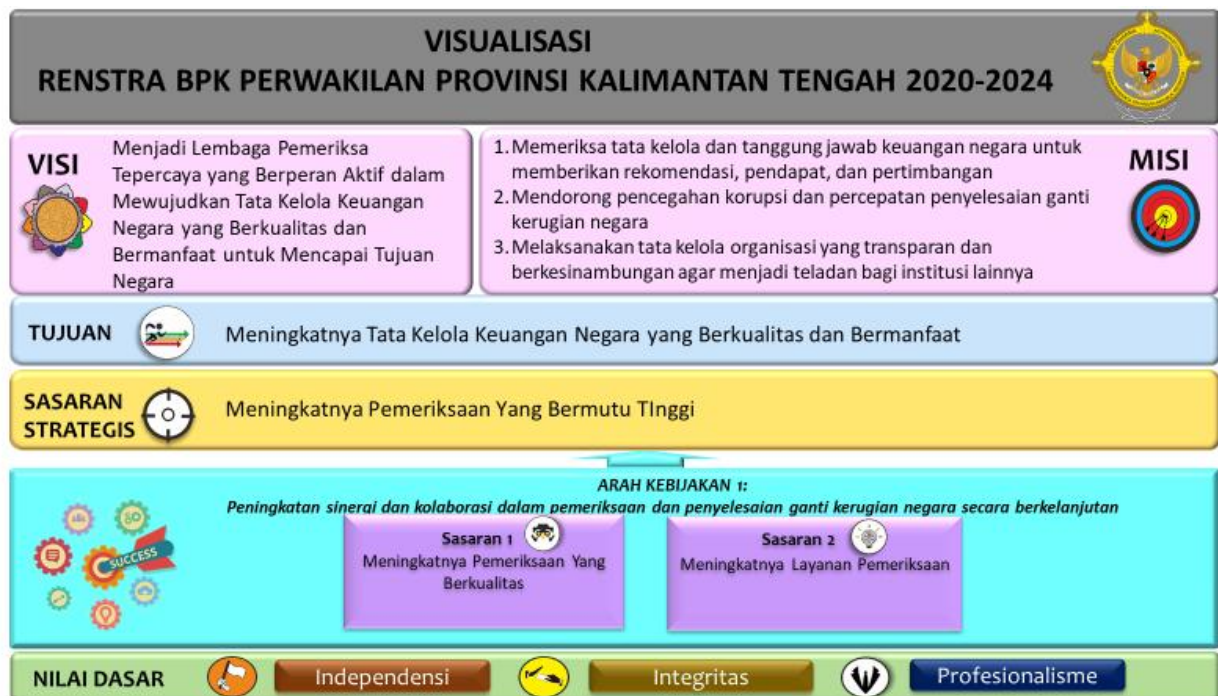 VISUALISASI
RENSTRA BPK PERWAKILAN PROVINSI KALIMANTAN TENGAH 2020-2024
VISI
Menjadi Lembaga Pemeriksa
Tepercaya yang Berperan Aktif dalam
Mewujudkan Tata Kelola Keuangan
Negara yang Berkualitas dan
Bermanfaat untuk Mencapai Tujuan
Negara
MISI
1. Memeriksa tata kelola dan tanggung jawab keuangan negara untuk
memberikan rekomendasi, pendapat, dan pertimbangan
2. Mendorong pencegahan korupsi dan percepatan penyelesaian ganti
kerugian negara
3. Melaksanakan tata kelola organisasi yang transparan dan
berkesinambungan agar menjadi teladan bagi institusi lainnya
TUJUAN
Meningkatnya Tata Kelola Keuangan Negara yang Berkualitas dan Bermanfaat
SASARAN
STRATEGIS
Meningkatnya Pemeriksaan Yang Bermutu TInggi
ARAH KEBIJAKAN 1:
Peningkatan sinergi dan kolaborasi dalam pemeriksaan dan penyelesaian ganti kerugian negara secara berkelanjutan
SUCCESS
Sasaran 1
Meningkatnya Pemeriksaan Yang
Berkualitas
Sasaran 2
Meningkatnya Layanan Pemeriksaan
NILAI DASAR
Independensi
Integritas
Profesionalisme